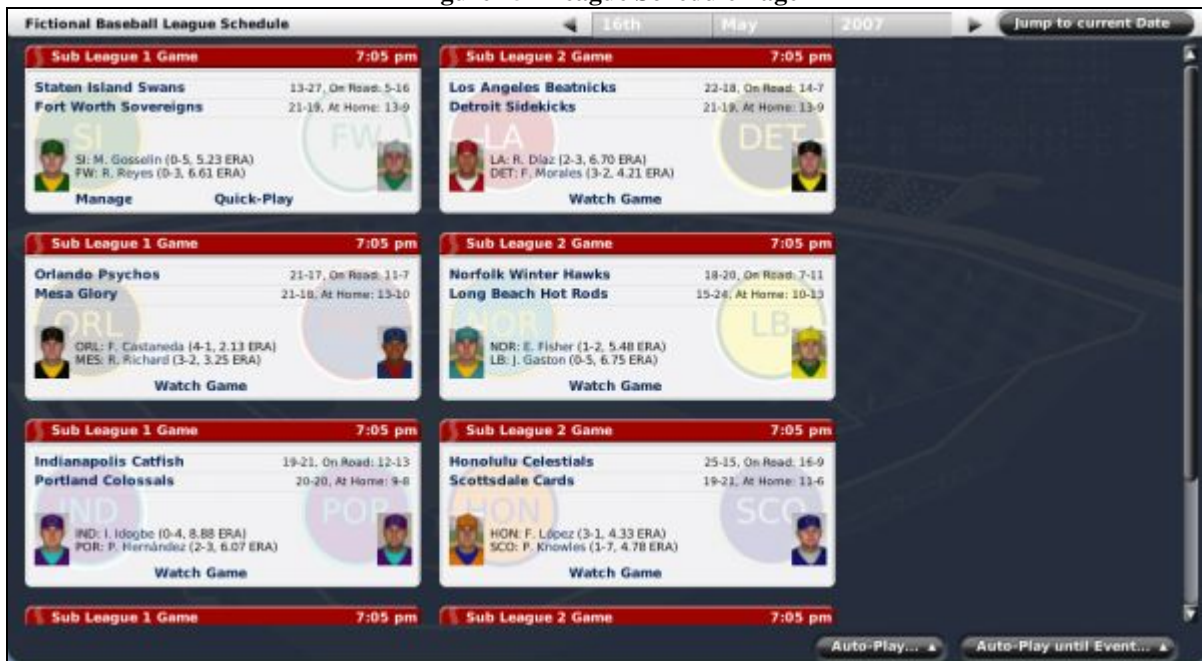 Fictional Baseball League Schedule
16th May 2007
Jump to current Date
Sub League 1 Game 7:05 pm
Staten Island Swans 13-27, On Road: 5-16
Fort Worth Sovereigns 21-19, At Home: 13-9
SI FW
SI: M. Gosselin (0-5, 5.23 ERA)
FW: R. Reyes (0-3, 6.61 ERA)
Manage Quick-Play
Sub League 2 Game 7:05 pm
Los Angeles Beatnicks 22-18, On Road: 14-7
Detroit Sidekicks 21-19, At Home: 13-9
LA DET
LA: R. Díaz (2-3, 6.70 ERA)
DET: F. Morales (3-2, 4.21 ERA)
Watch Game
Sub League 1 Game 7:05 pm
Orlando Psychos 21-17, On Road: 11-7
Mesa Glory 21-18, At Home: 13-10
ORL
ORL: F. Castaneda (4-1, 2.13 ERA)
MES: R. Richard (3-2, 3.25 ERA)
Watch Game
Sub League 2 Game 7:05 pm
Norfolk Winter Hawks 18-20, On Road: 7-11
Long Beach Hot Rods 15-24, At Home: 10-13
NOR LB
NOR: E. Fisher (1-2, 5.48 ERA)
LB: J. Gaston (0-5, 6.75 ERA)
Watch Game
Sub League 1 Game 7:05 pm
Indianapolis Catfish 19-21, On Road: 12-13
Portland Colossals 20-20, At Home: 9-8
IND POR
IND: I. Idogbe (0-4, 8.88 ERA)
POR: P. Hernández (2-3, 6.07 ERA)
Watch Game
Sub League 2 Game 7:05 pm
Honolulu Celestials 25-15, On Road: 16-9
Scottsdale Cards 19-21, At Home: 11-6
HON SCO
HON: F. López (3-1, 4.33 ERA)
SCO: P. Knowles (1-7, 4.78 ERA)
Watch Game
Sub League 1 Game 7:05 pm
Sub League 2 Game 7:05 pm
Auto-Play... Auto-Play until Event...